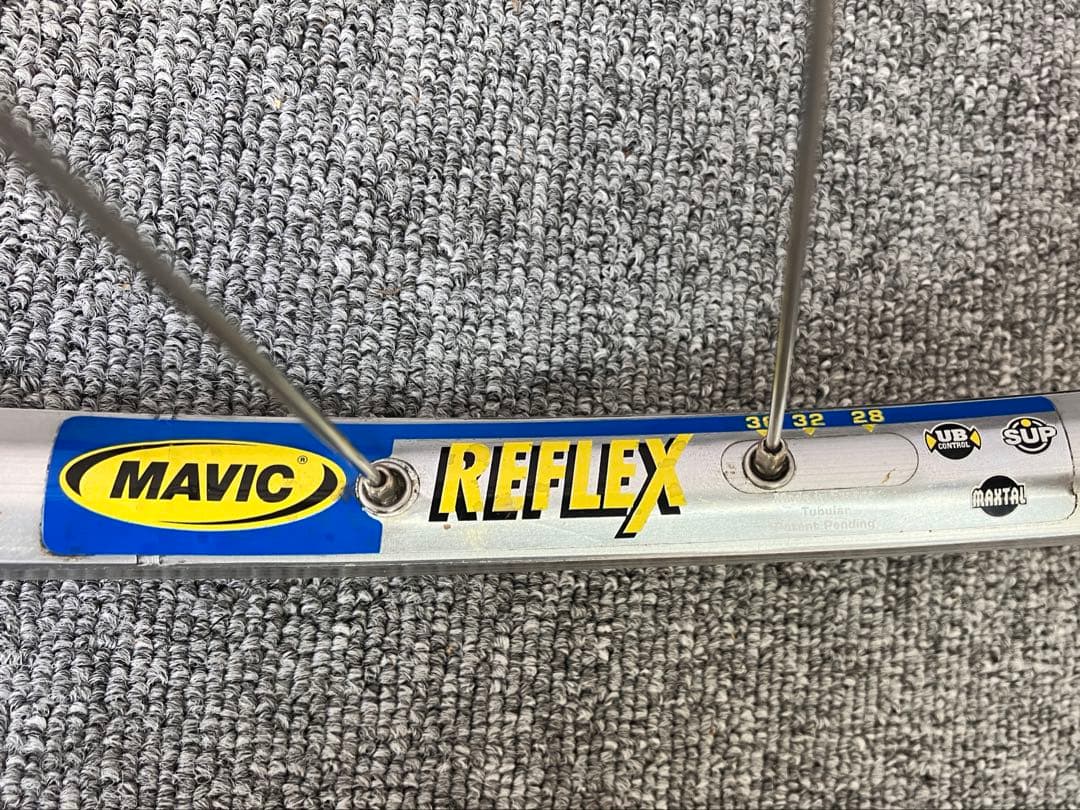 MAVIC®
REFLEX
36 32 28
Tubular
Patent Pending
UB
CONTROL
SUP
MAXTAL